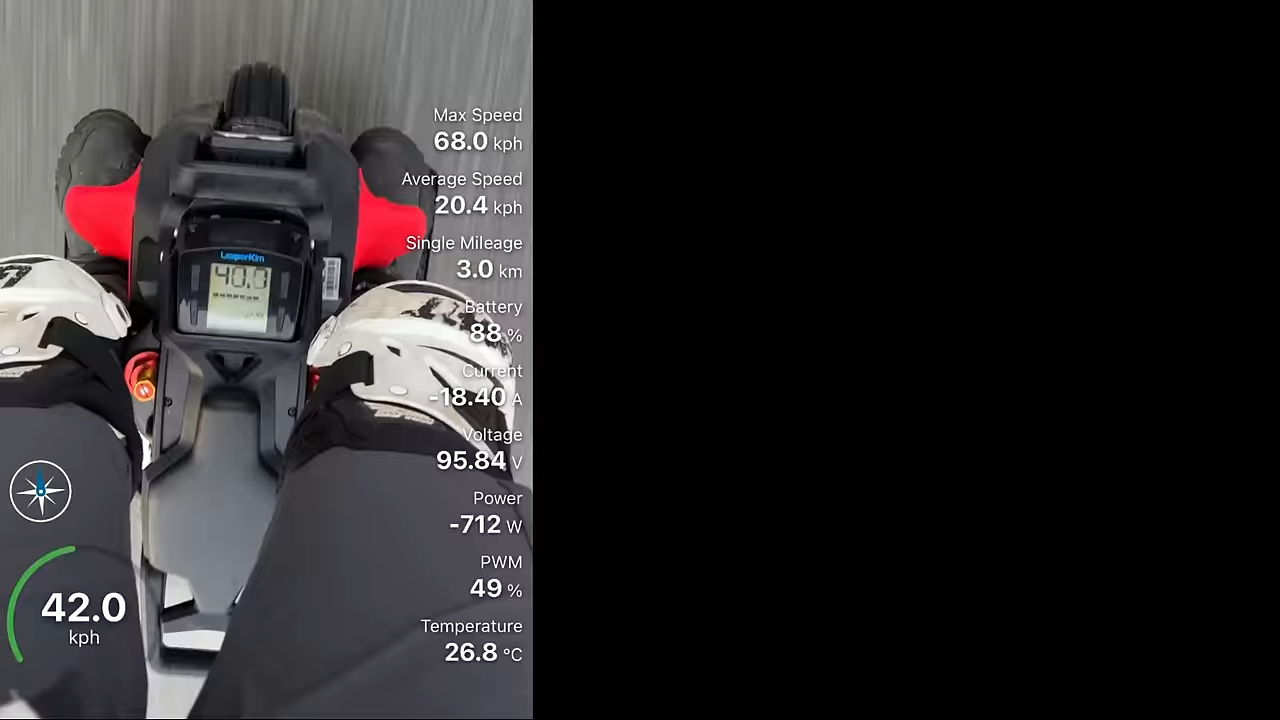 Max Speed
68.0 kph
Average Speed
20.4 kph
Single Mileage
3.0 km
LeaperKim
40.0
Battery
88 %
Current
-18.40 A
Voltage
95.84 V
Power
-712 W
PWM
49 %
42.0
kph
Temperature
26.8 °C